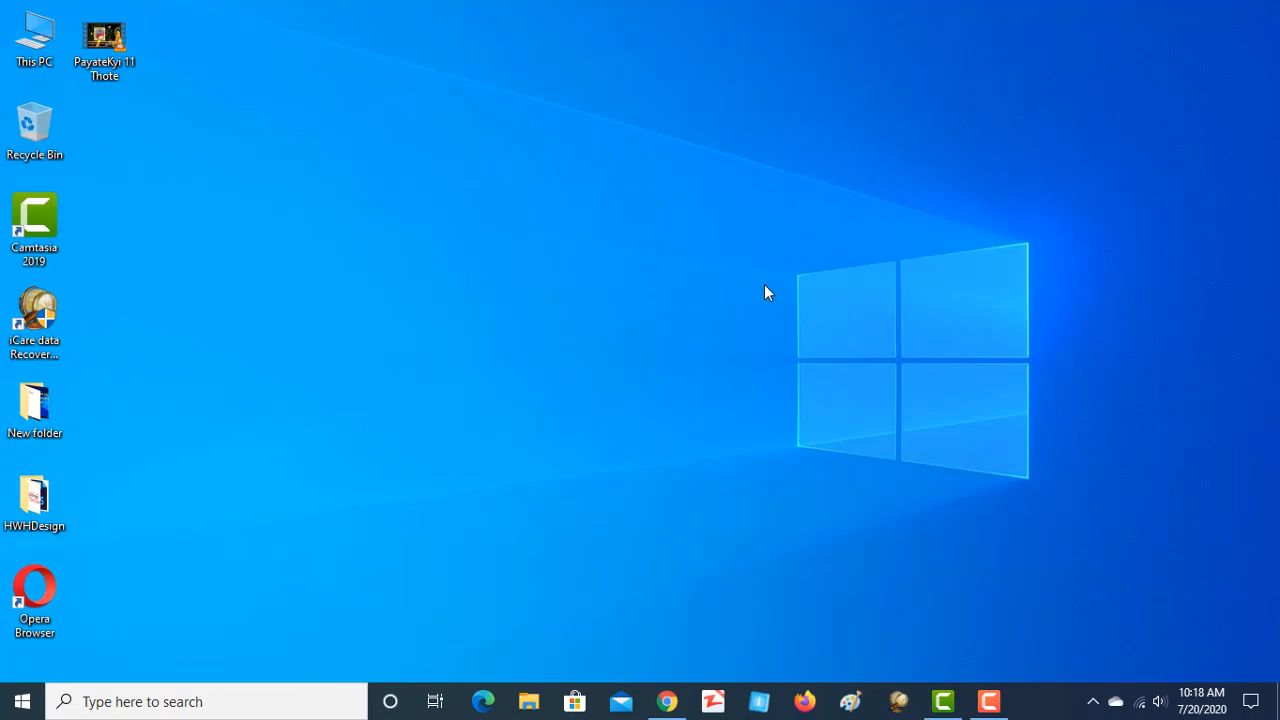 This PC
PayateKyi 11
Thote
Recycle Bin
Camtasia
2019
iCare data
Recover...
New folder
HWHDesign
Opera
Browser
Type here to search
10:18 AM
7/20/2020